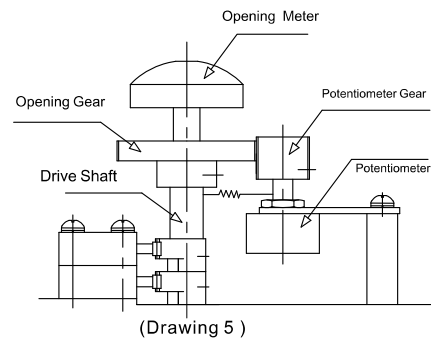 Opening Meter
Opening Gear
Potentiometer Gear
Potentiometer
Drive Shaft
(Drawing 5 )